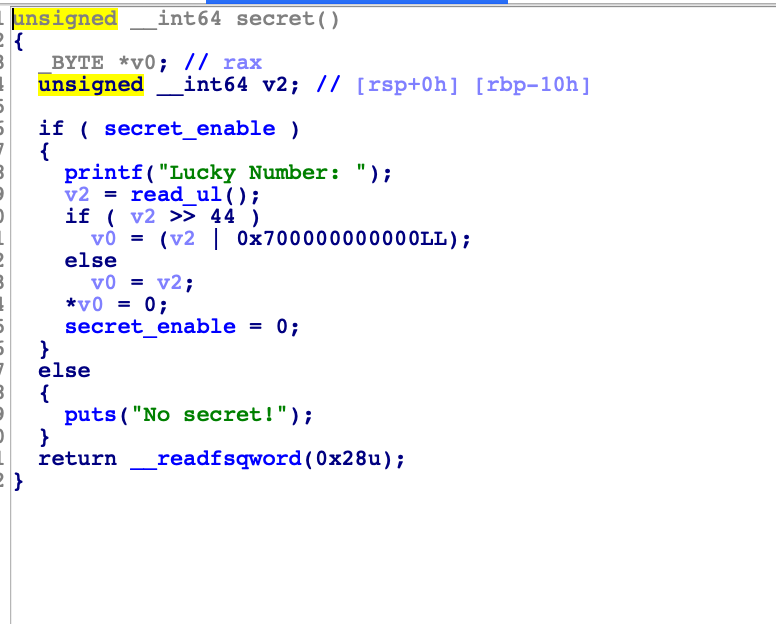 unsigned __int64 secret()
{
_BYTE *v0; // rax
unsigned __int64 v2; // [rsp+0h] [rbp-10h]
if ( secret_enable )
{
printf("Lucky Number: ");
v2 = read_ul();
if ( v2 >> 44 )
v0 = (v2 | 0x700000000000LL);
else
v0 = v2;
*v0 = 0;
secret_enable = 0;
}
else
{
puts("No secret!");
}
return __readfsqword(0x28u);
}